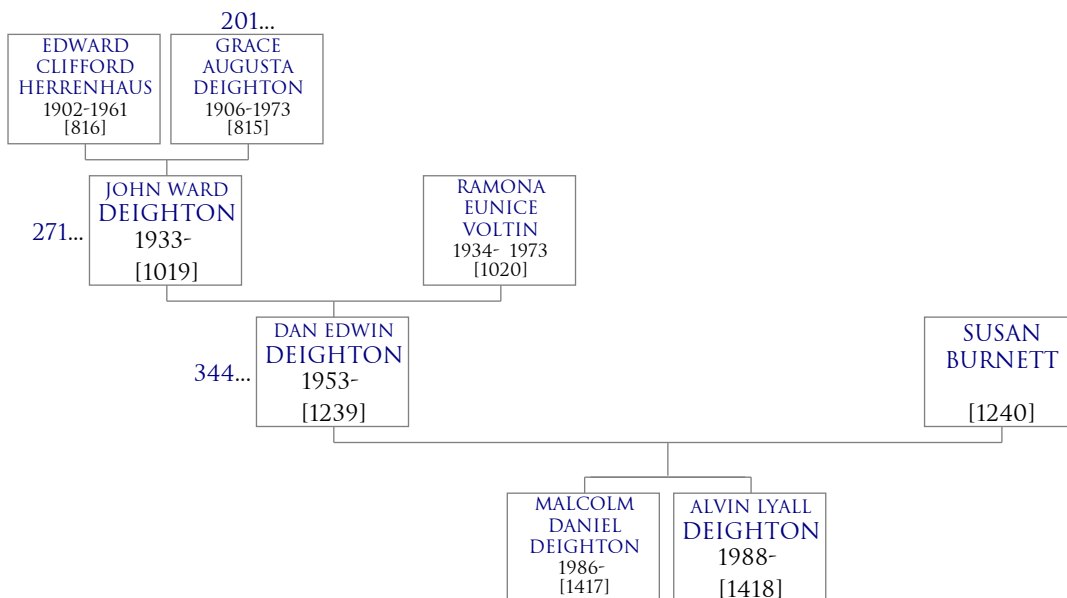 201...
EDWARD
CLIFFORD
HERRENHAUS
1902-1961
[816]
GRACE
AUGUSTA
DEIGHTON
1906-1973
[815]
271...
JOHN WARD
DEIGHTON
1933-
[1019]
RAMONA
EUNICE
VOLTIN
1934- 1973
[1020]
344...
DAN EDWIN
DEIGHTON
1953-
[1239]
SUSAN
BURNETT
[1240]
MALCOLM
DANIEL
DEIGHTON
1986-
[1417]
ALVIN LYALL
DEIGHTON
1988-
[1418]